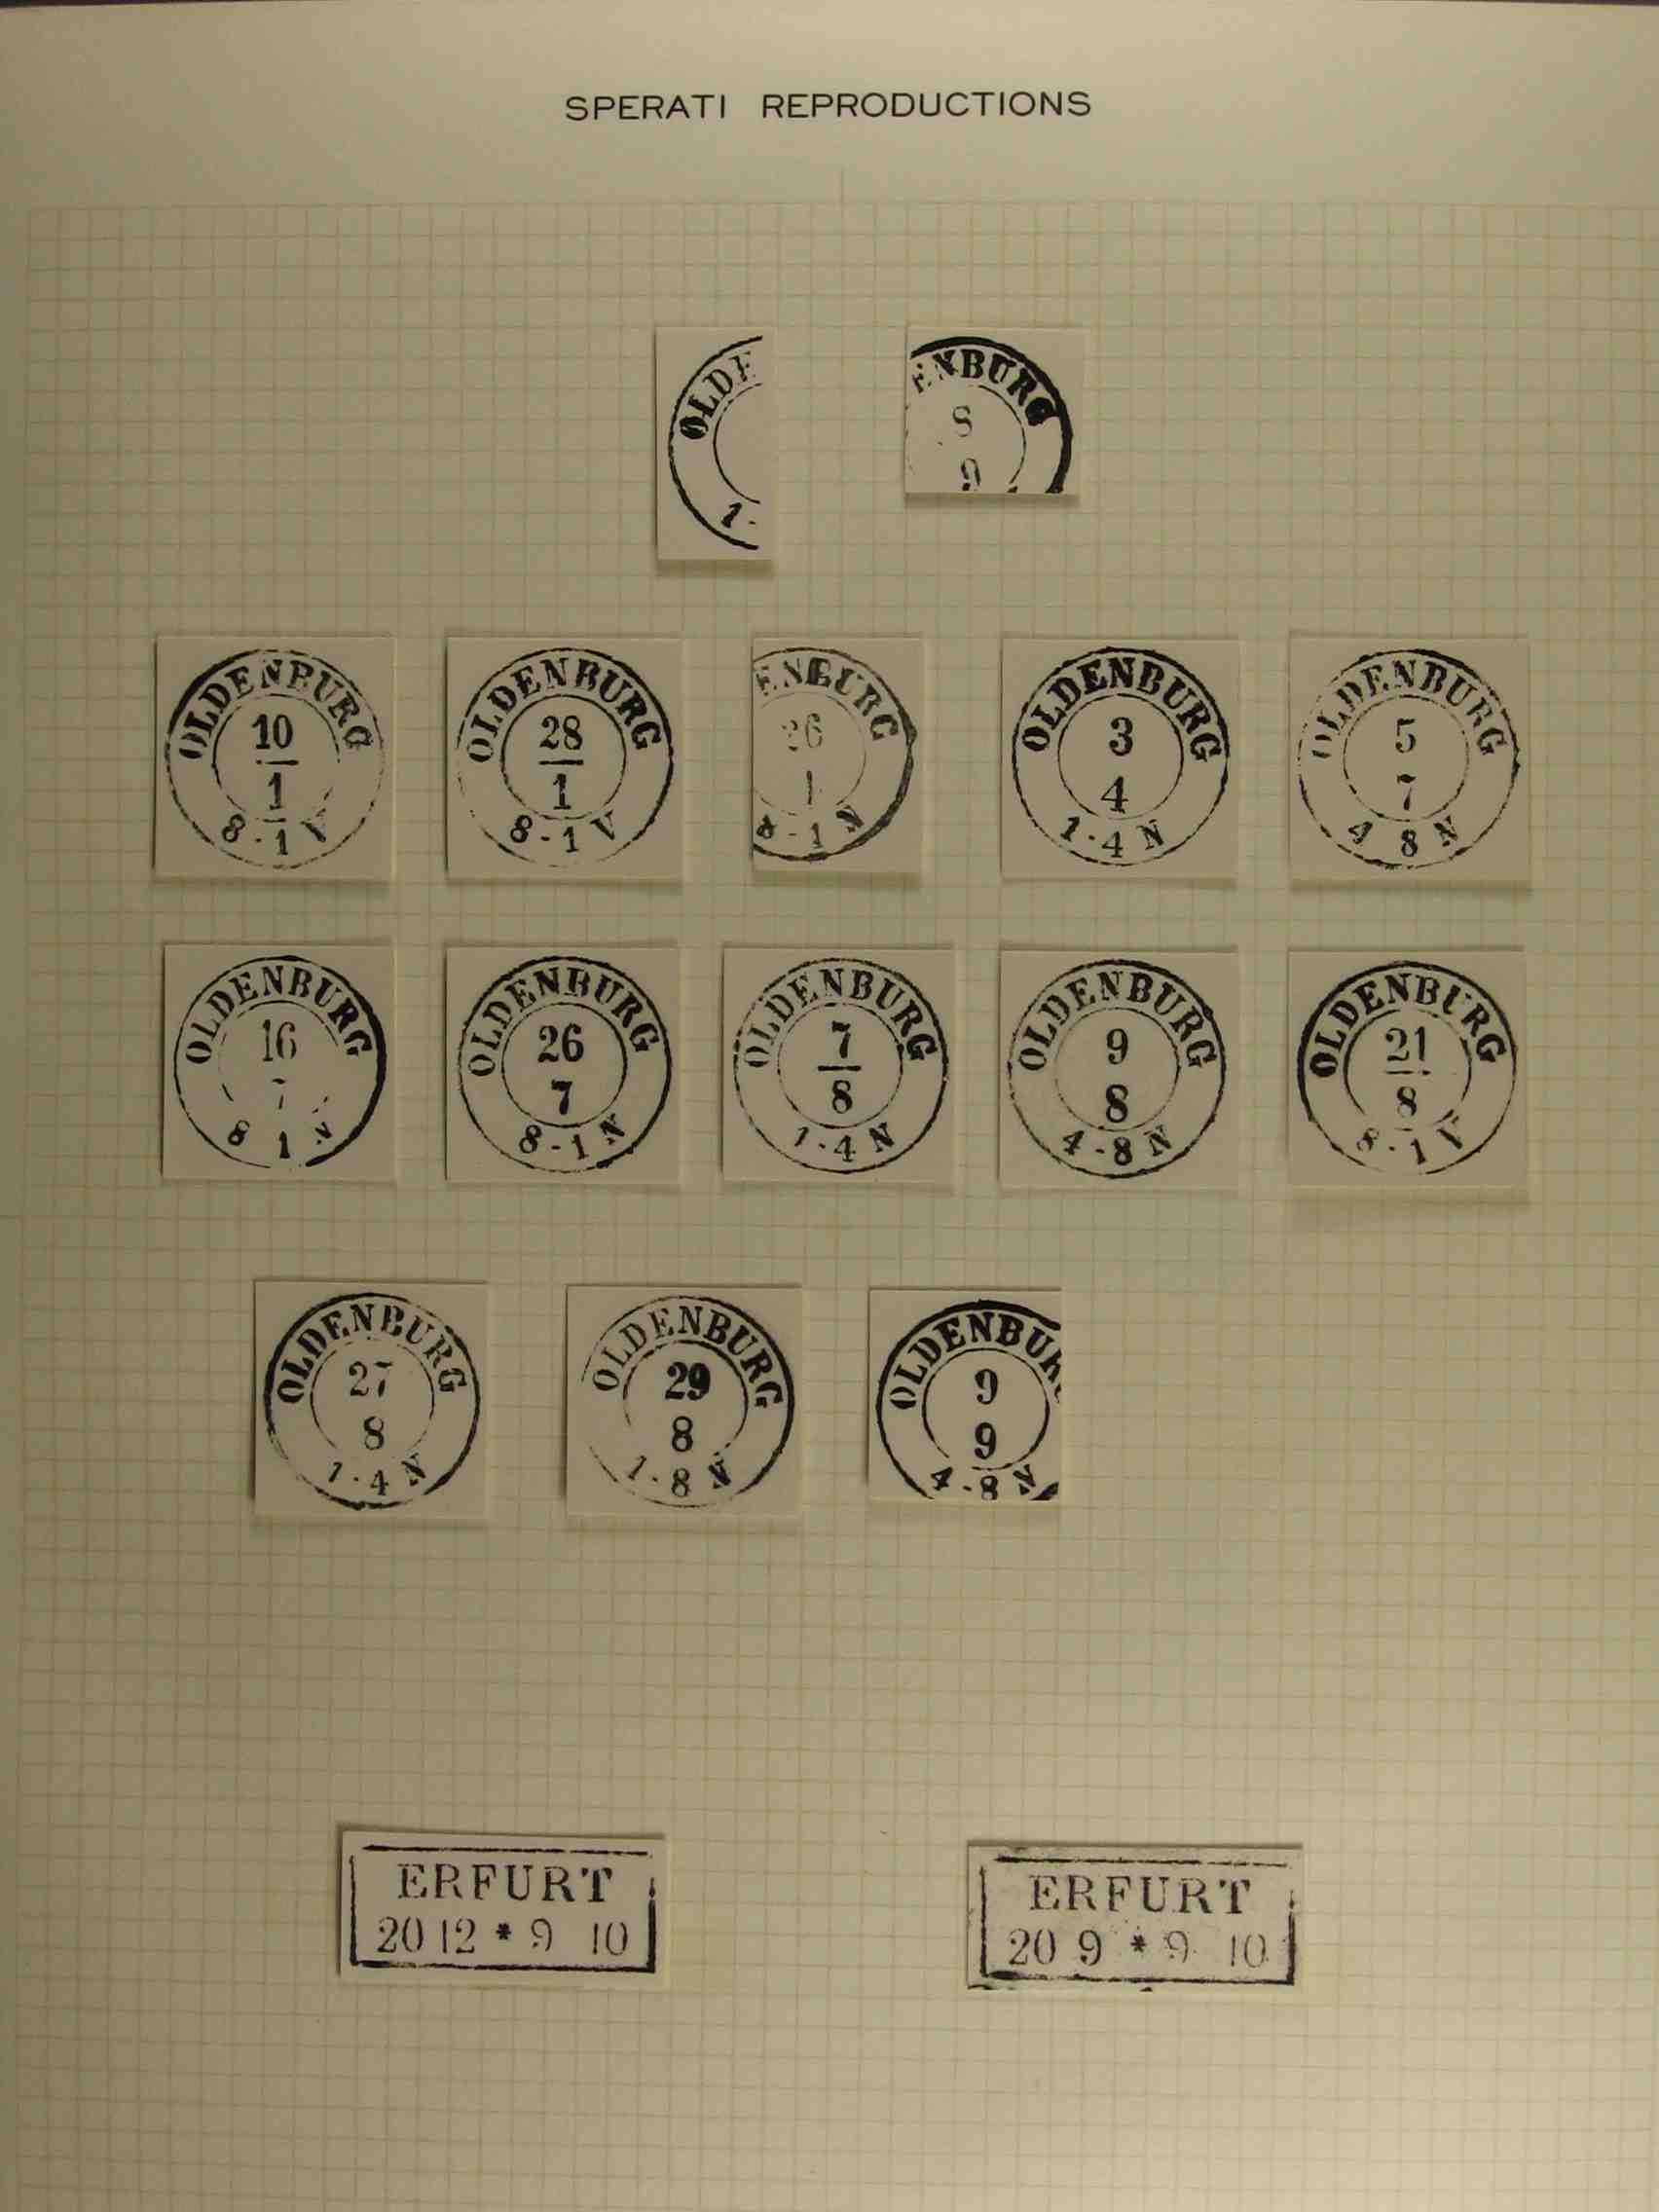 SPERATI REPRODUCTIONS
OLDE
1-
ENBURG
8
9
OLDENBURG
10
1
8-1 V
OLDENBURG
28
1
8-1 V
ENBURG
26
1
8-1 N
OLDENBURG
3
4
1-4 N
OLDENBURG
5
7
4 8 N
OLDENBURG
16
7
8 1 N
OLDENBURG
26
7
8-1 N
OLDENBURG
7
8
1-4 N
OLDENBURG
9
8
4-8 N
OLDENBURG
21
8
8-1 V
OLDENBURG
27
8
1-4 N
OLDENBURG
29
8
1-8 N
OLDENBUR
9
9
4-8 N
ERFURT
20 12 * 9 10
ERFURT
20 9 * 9 10